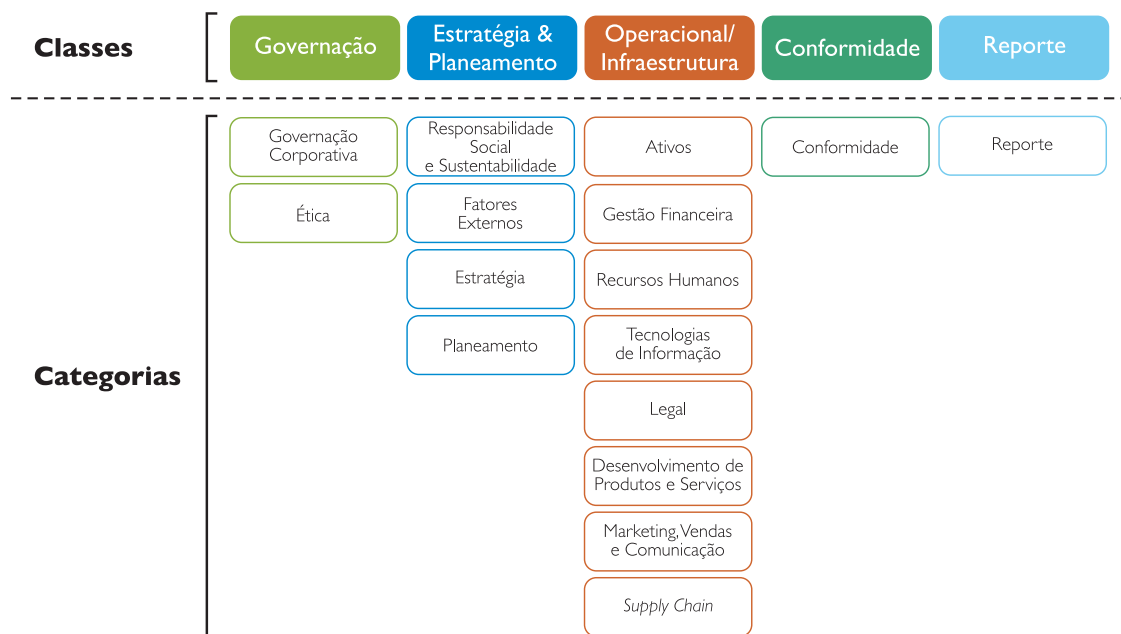 Classes
Governação
Estratégia &
Planeamento
Operacional/
Infraestrutura
Conformidade
Reporte
Categorias
Governação
Corporativa
Ética
Responsabilidade
Social
e Sustentabilidade
Fatores
Externos
Estratégia
Planeamento
Ativos
Gestão Financeira
Recursos Humanos
Tecnologias
de Informação
Legal
Desenvolvimento de
Produtos e Serviços
Marketing, Vendas
e Comunicação
Supply Chain
Conformidade
Reporte